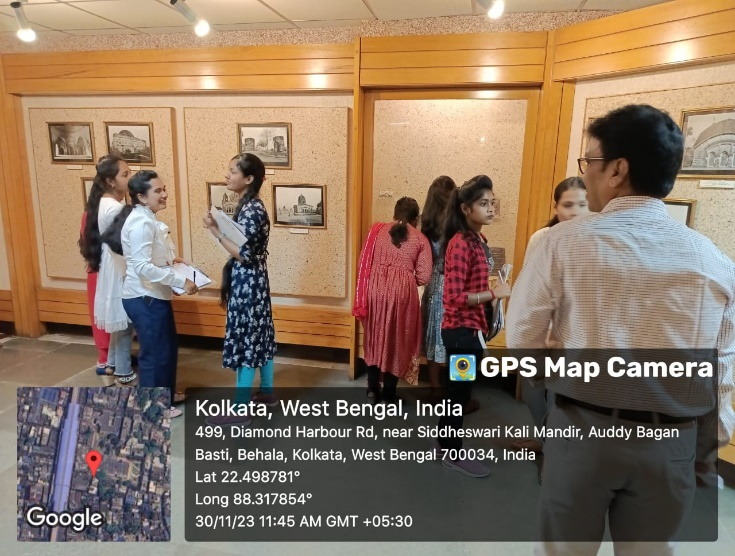 GPS Map Camera
Kolkata, West Bengal, India
499, Diamond Harbour Rd, near Siddheswari Kali Mandir, Auddy Bagan
Basti, Behala, Kolkata, West Bengal 700034, India
Lat 22.498781°
Long 88.317854°
30/11/23 11:45 AM GMT +05:30
Google